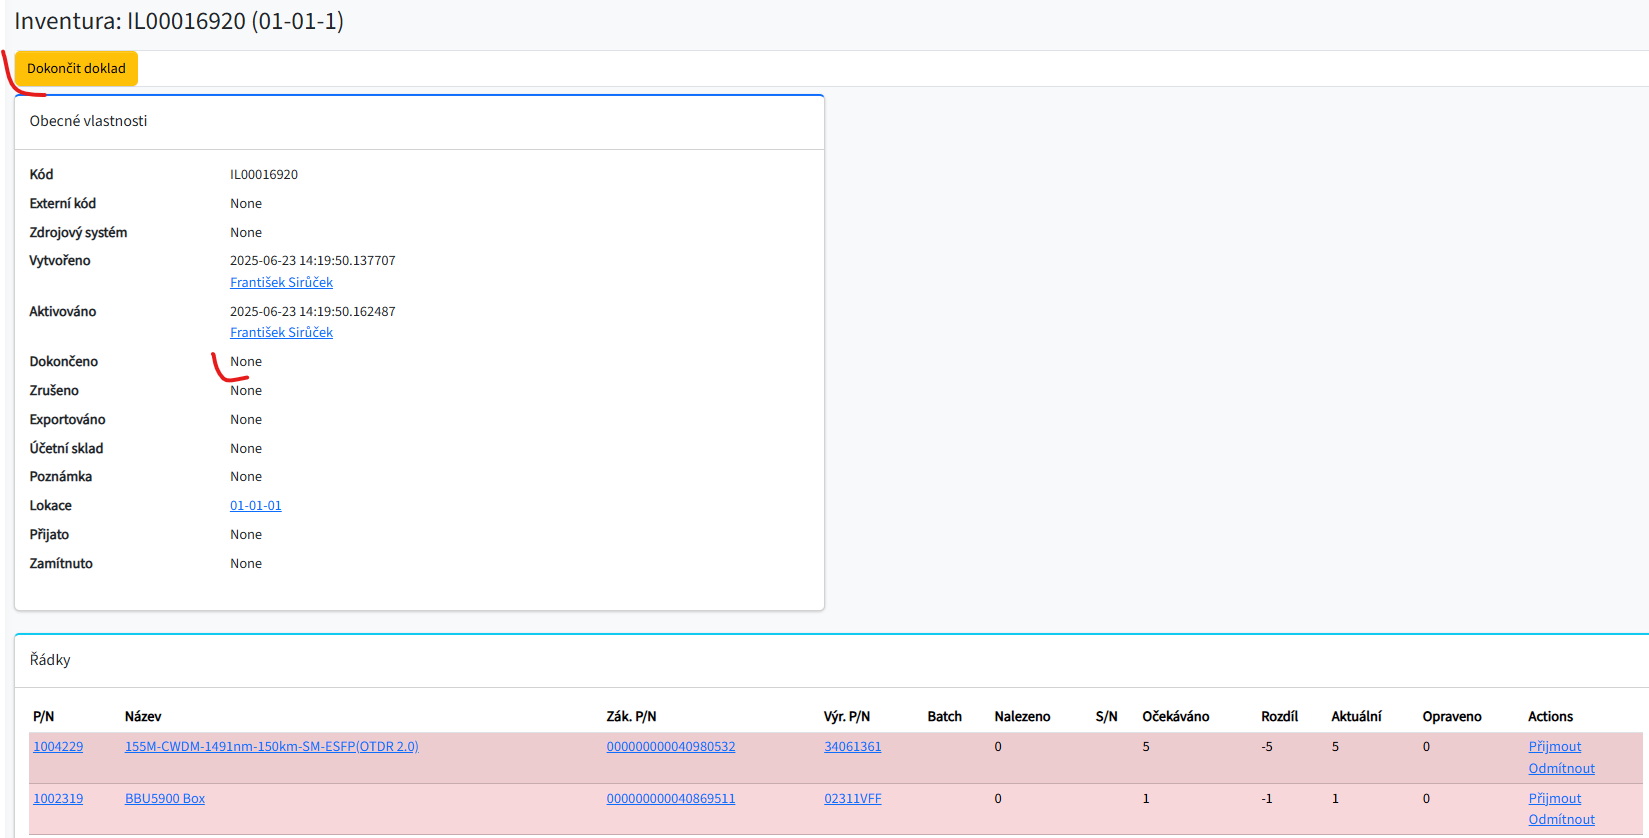 Inventura: IL00016920 (01-01-1)
Dokončit doklad
Obecné vlastnosti
Kód IL00016920
Externí kód None
Zdrojový systém None
Vytvořeno 2025-06-23 14:19:50.137707
František Sirůček
Aktivováno 2025-06-23 14:19:50.162487
František Sirůček
Dokončeno None
Zrušeno None
Exportováno None
Účetní sklad None
Poznámka None
Lokace 01-01-01
Přijato None
Zamítnuto None
Řádky
P/N Název Zák. P/N Výr. P/N Batch Nalezeno S/N Očekáváno Rozdíl Aktuální Opraveno Actions
1004229 155M-CWDM-1491nm-150km-SM-ESFP(OTDR 2.0) 000000000040980532 34061361 0 5 -5 5 0 Přijmout
Odmítnout
1002319 BBU5900 Box 000000000040869511 02311VFF 0 1 -1 1 0 Přijmout
Odmítnout